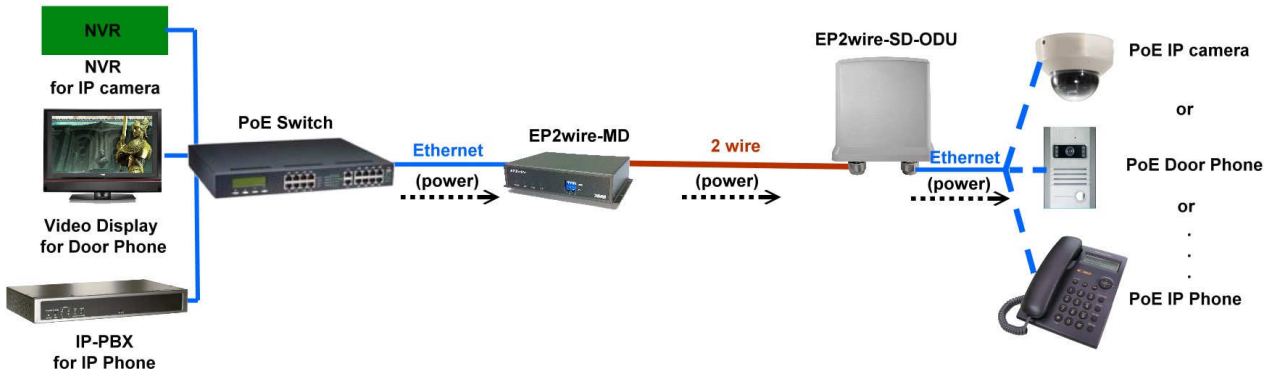 NVR
NVR
for IP camera
Video Display
for Door Phone
IP-PBX
for IP Phone
PoE Switch
Ethernet
(power)
EP2wire-MD
2 wire
(power)
EP2wire-SD-ODU
Ethernet
(power)
PoE IP camera
or
PoE Door Phone
or
PoE IP Phone